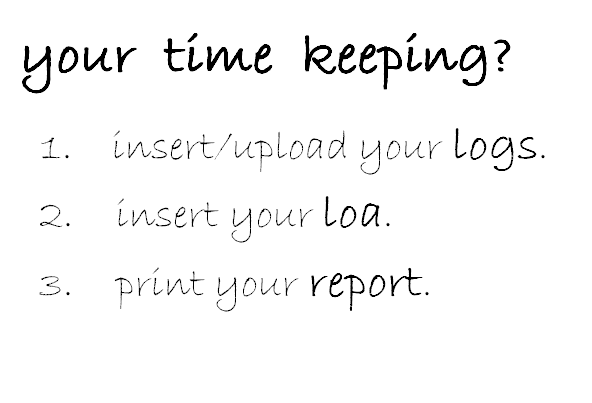 your time keeping?
1. insert/upload your logs.
2. insert your loa.
3. print your report.